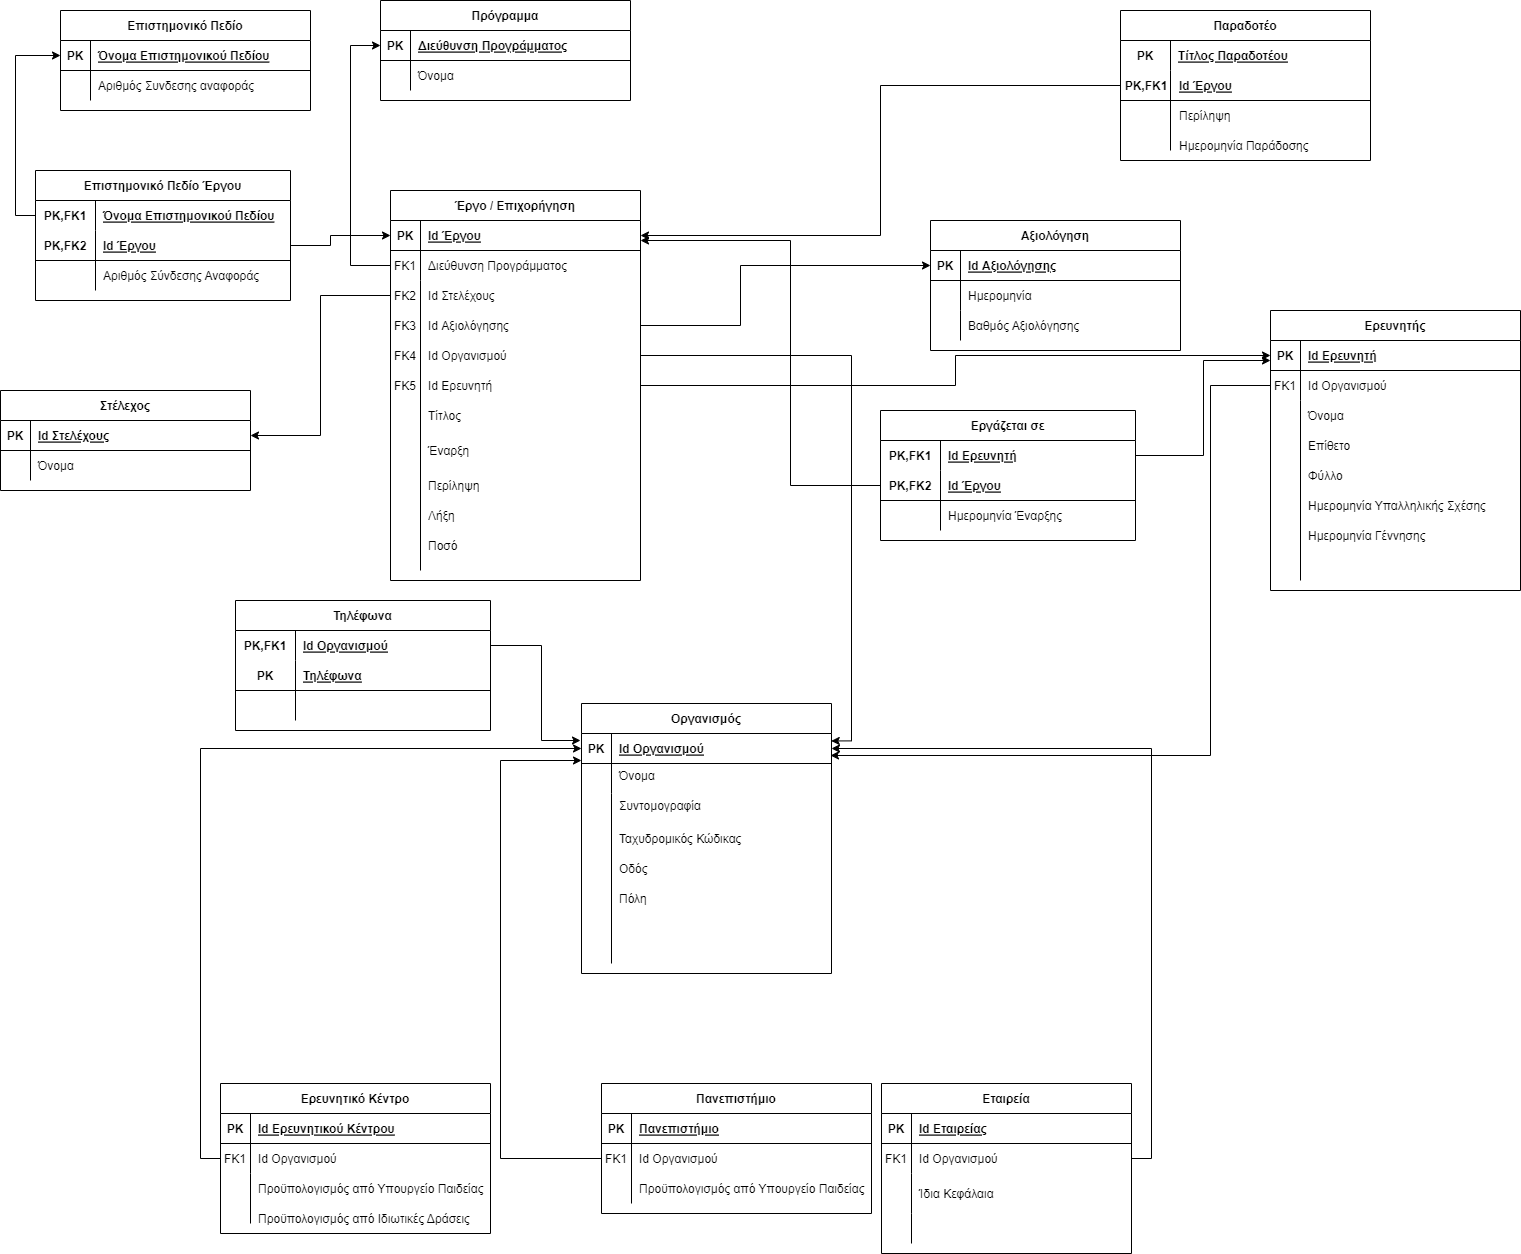 Επιστημονικό Πεδίο
PK Όνομα Επιστημονικού Πεδίου
Αριθμός Συνδεσης αναφοράς
Πρόγραμμα
PK Διεύθυνση Προγράμματος
Όνομα
Παραδοτέο
PK Τίτλος Παραδοτέου
PK,FK1 Id Έργου
Περίληψη
Ημερομηνία Παράδοσης
Επιστημονικό Πεδίο Έργου
PK,FK1 Όνομα Επιστημονικού Πεδίου
PK,FK2 Id Έργου
Αριθμός Σύνδεσης Αναφοράς
Έργο / Επιχορήγηση
PK Id Έργου
FK1 Διεύθυνση Προγράμματος
FK2 Id Στελέχους
FK3 Id Αξιολόγησης
FK4 Id Οργανισμού
FK5 Id Ερευνητή
Τίτλος
Έναρξη
Περίληψη
Λήξη
Ποσό
Αξιολόγηση
PK Id Αξιολόγησης
Ημερομηνία
Βαθμός Αξιολόγησης
Ερευνητής
PK Id Ερευνητή
FK1 Id Οργανισμού
Όνομα
Επίθετο
Φύλλο
Ημερομηνία Υπαλληλικής Σχέσης
Ημερομηνία Γέννησης
Στέλεχος
PK Id Στελέχους
Όνομα
Εργάζεται σε
PK,FK1 Id Ερευνητή
PK,FK2 Id Έργου
Ημερομηνία Έναρξης
Τηλέφωνα
PK,FK1 Id Οργανισμού
PK Τηλέφωνα
Οργανισμός
PK Id Οργανισμού
Όνομα
Συντομογραφία
Ταχυδρομικός Κώδικας
Οδός
Πόλη
Ερευνητικό Κέντρο
PK Id Ερευνητικού Κέντρου
FK1 Id Οργανισμού
Προϋπολογισμός από Υπουργείο Παιδείας
Προϋπολογισμός από Ιδιωτικές Δράσεις
Πανεπιστήμιο
PK Πανεπιστήμιο
FK1 Id Οργανισμού
Προϋπολογισμός από Υπουργείο Παιδείας
Εταιρεία
PK Id Εταιρείας
FK1 Id Οργανισμού
Ίδια Κεφάλαια